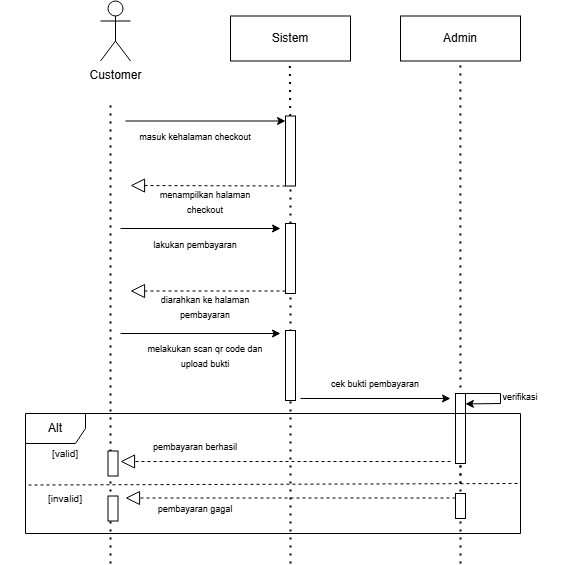 Customer
Sistem
Admin
masuk kehalaman checkout
menampilkan halaman
checkout
lakukan pembayaran
diarahkan ke halaman
pembayaran
melakukan scan qr code dan
upload bukti
cek bukti pembayaran
verifikasi
Alt
[valid]
pembayaran berhasil
[invalid]
pembayaran gagal